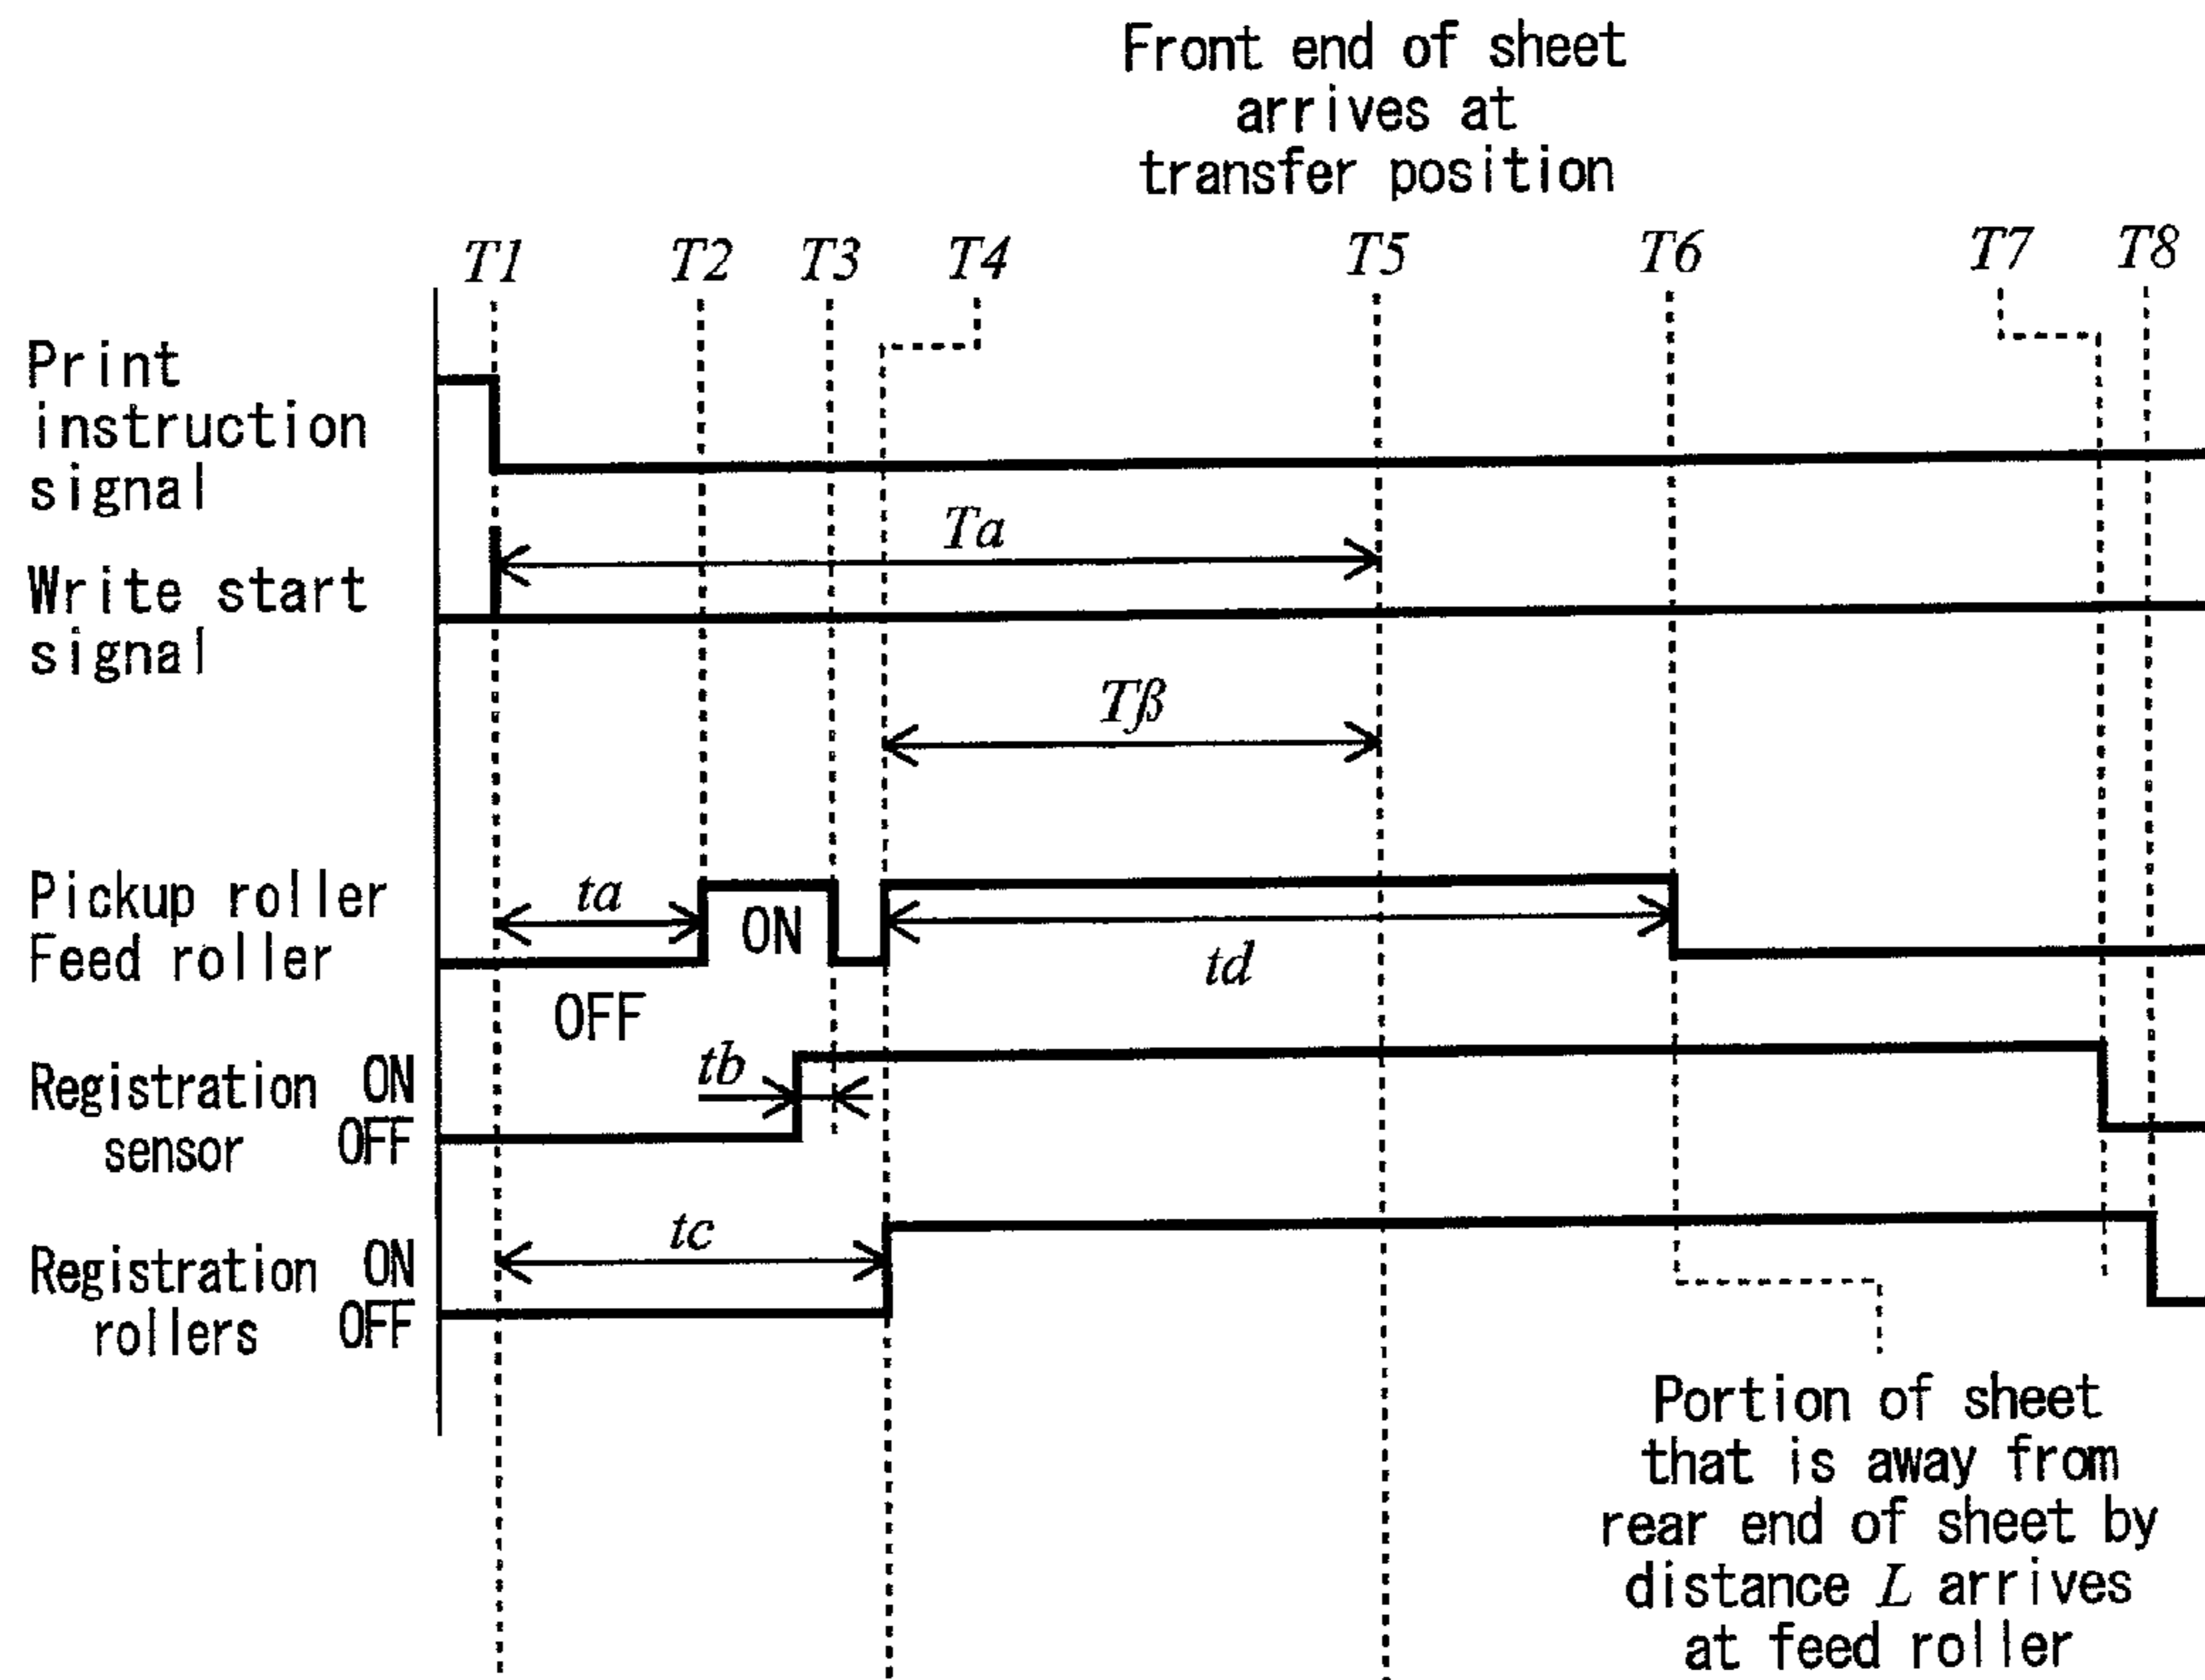 Front end of sheet
arrives at
transfer position
T1 T2 T3 T4 T5 T6 T7 T8
Print
instruction
signal
Ta
Write start
signal
Tß
Pickup roller
Feed roller
ta
ON
OFF
td
Registration
sensor
ON
OFF
tb
Registration
rollers
ON
OFF
tc
Portion of sheet
that is away from
rear end of sheet by
distance L arrives
at feed roller